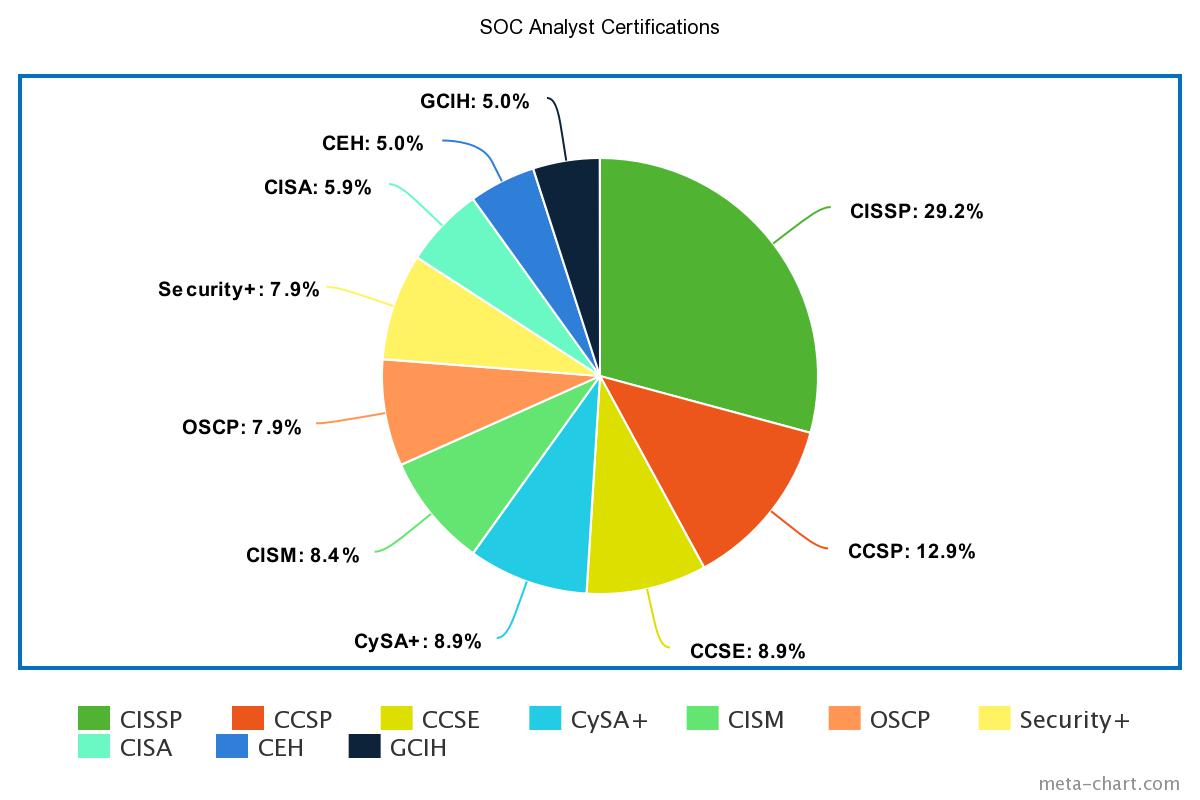 SOC Analyst Certifications
GCIH: 5.0%
CEH: 5.0%
CISA: 5.9%
CISSP: 29.2%
Security+: 7.9%
OSCP: 7.9%
CISM: 8.4%
CCSP: 12.9%
CySA+: 8.9%
CCSE: 8.9%
CISSP CCSP CCSE CySA+ CISM OSCP Security+
CISA CEH GCIH
meta-chart.com